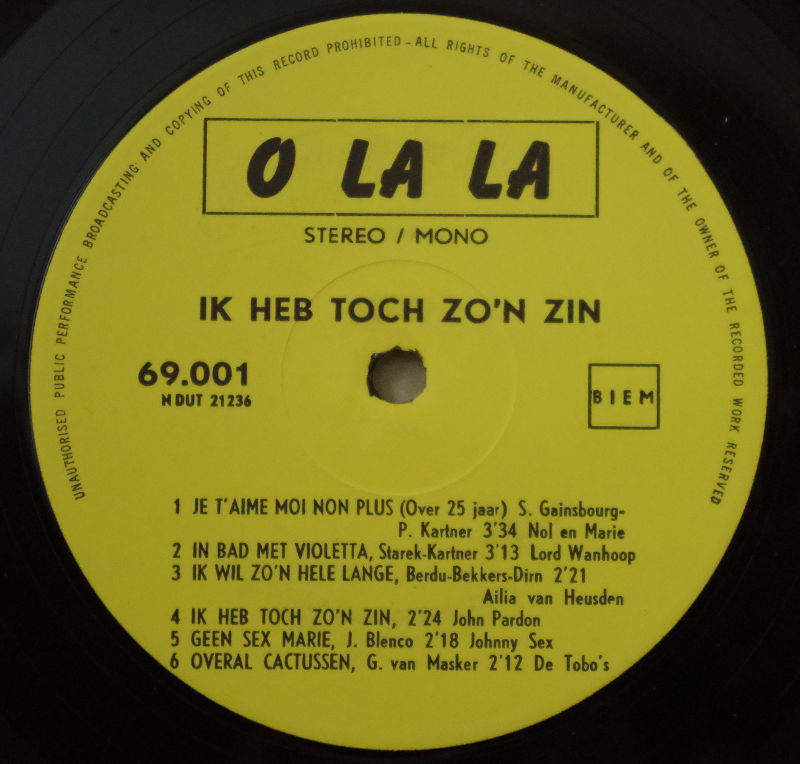 UNAUTHORISED PUBLIC PERFORMANCE BROADCASTING AND COPYING OF THIS RECORD PROHIBITED - ALL RIGHTS OF THE MANUFACTURER AND OF THE OWNER OF THE RECORDED WORK RESERVED
O LA LA
STEREO / MONO
IK HEB TOCH ZO'N ZIN
69.001
N DUT 21236
BIEM
1 JE T'AIME MOI NON PLUS (Over 25 jaar) S. Gainsbourg-
P. Kartner 3'34 Nol en Marie
2 IN BAD MET VIOLETTA, Starek-Kartner 3'13 Lord Wanhoop
3 IK WIL ZO'N HELE LANGE, Berdu-Bekkers-Dirn 2'21
Ailia van Heusden
4 IK HEB TOCH ZO'N ZIN, 2'24 John Pardon
5 GEEN SEX MARIE, J. Blenco 2'18 Johnny Sex
6 OVERAL CACTUSSEN, G. van Masker 2'12 De Tobo's